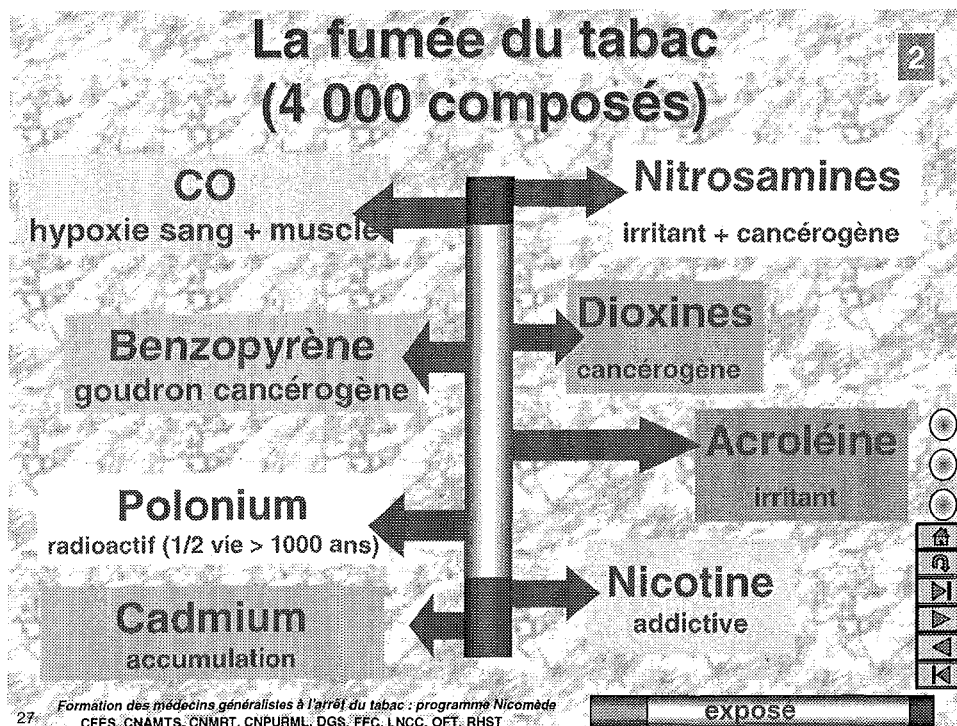 La fumée du tabac
(4 000 composés)
2
CO
hypoxie sang + muscle
Nitrosamines
irritant + cancérogène
Benzopyrène
goudron cancérogène
Dioxines
cancérogène
Acroléine
irritant
Polonium
radioactif (1/2 vie > 1000 ans)
Nicotine
addictive
Cadmium
accumulation
Formation des médecins généralistes à l'arrêt du tabac : programme Nicomède
27 CFES, CNAMTS, CNMRT, CNPURML, DGS, FFC, LNCC, OFT, RHST
exposé